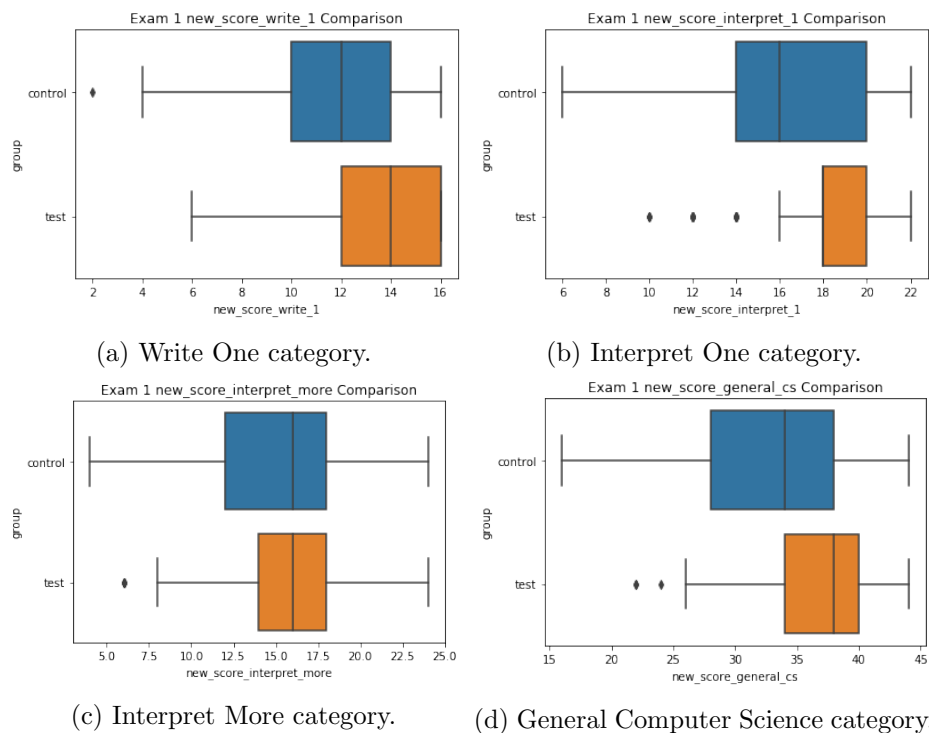 Exam 1 new_score_write_1 Comparison
control
test
group
2 4 6 8 10 12 14 16
new_score_write_1
(a) Write One category.
Exam 1 new_score_interpret_1 Comparison
control
test
group
6 8 10 12 14 16 18 20 22
new_score_interpret_1
(b) Interpret One category.
Exam 1 new_score_interpret_more Comparison
control
test
group
5.0 7.5 10.0 12.5 15.0 17.5 20.0 22.5 25.0
new_score_interpret_more
(c) Interpret More category.
Exam 1 new_score_general_cs Comparison
control
test
group
15 20 25 30 35 40 45
new_score_general_cs
(d) General Computer Science category